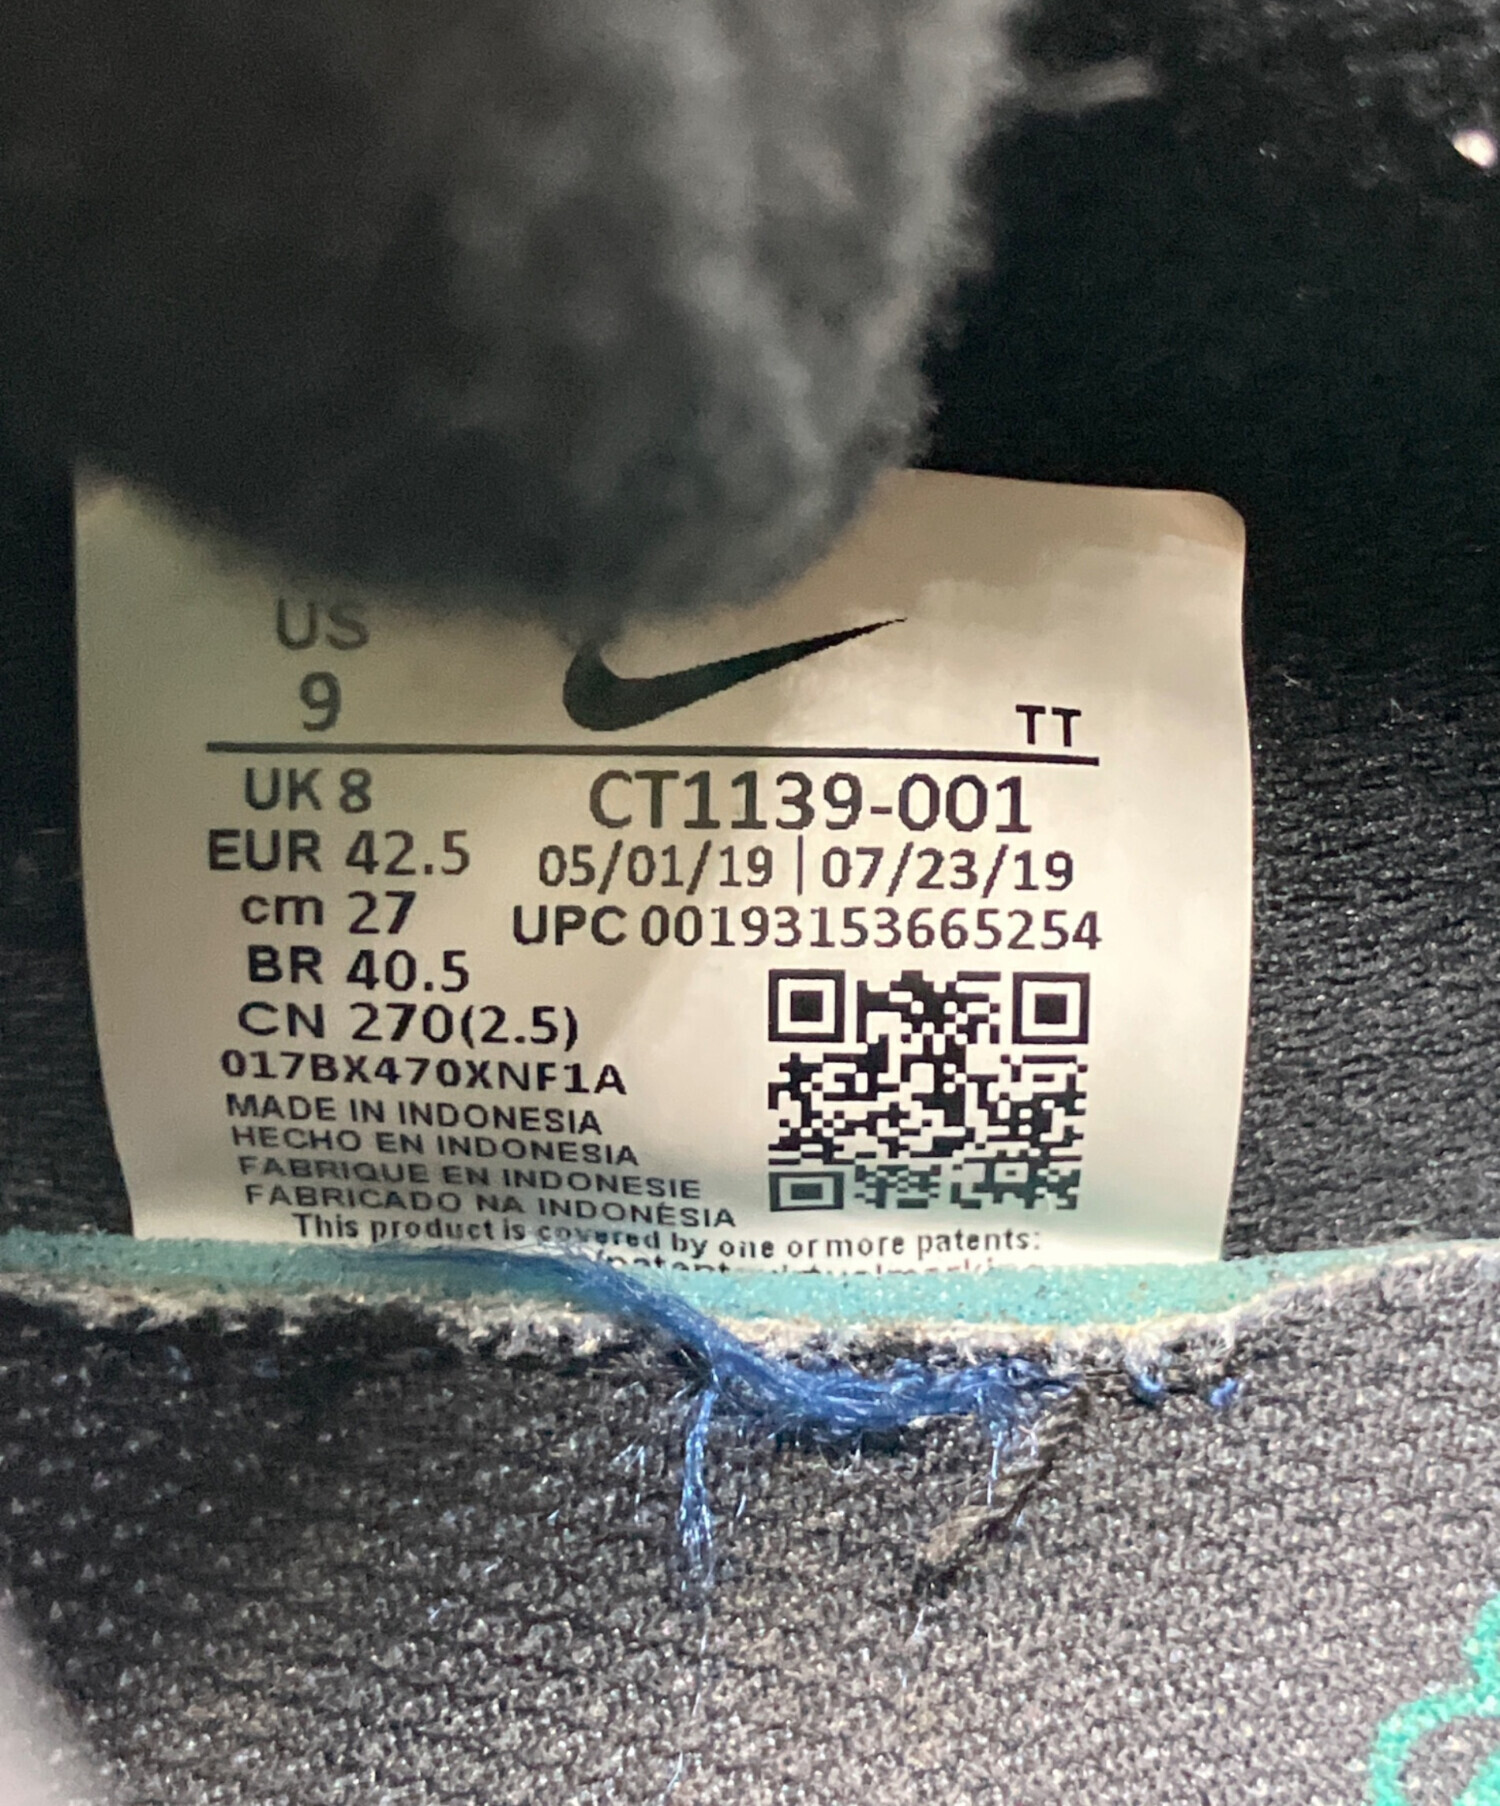 US
9
TT
UK 8
CT1139-001
EUR 42.5
05/01/19 | 07/23/19
cm 27
UPC 00193153665254
BR 40.5
CN 270(2.5)
017BX470XNF1A
MADE IN INDONESIA
HECHO EN INDONESIA
FABRIQUE EN INDONESIE
FABRICADO NA INDONÉSIA
This product is covered by one or more patents: